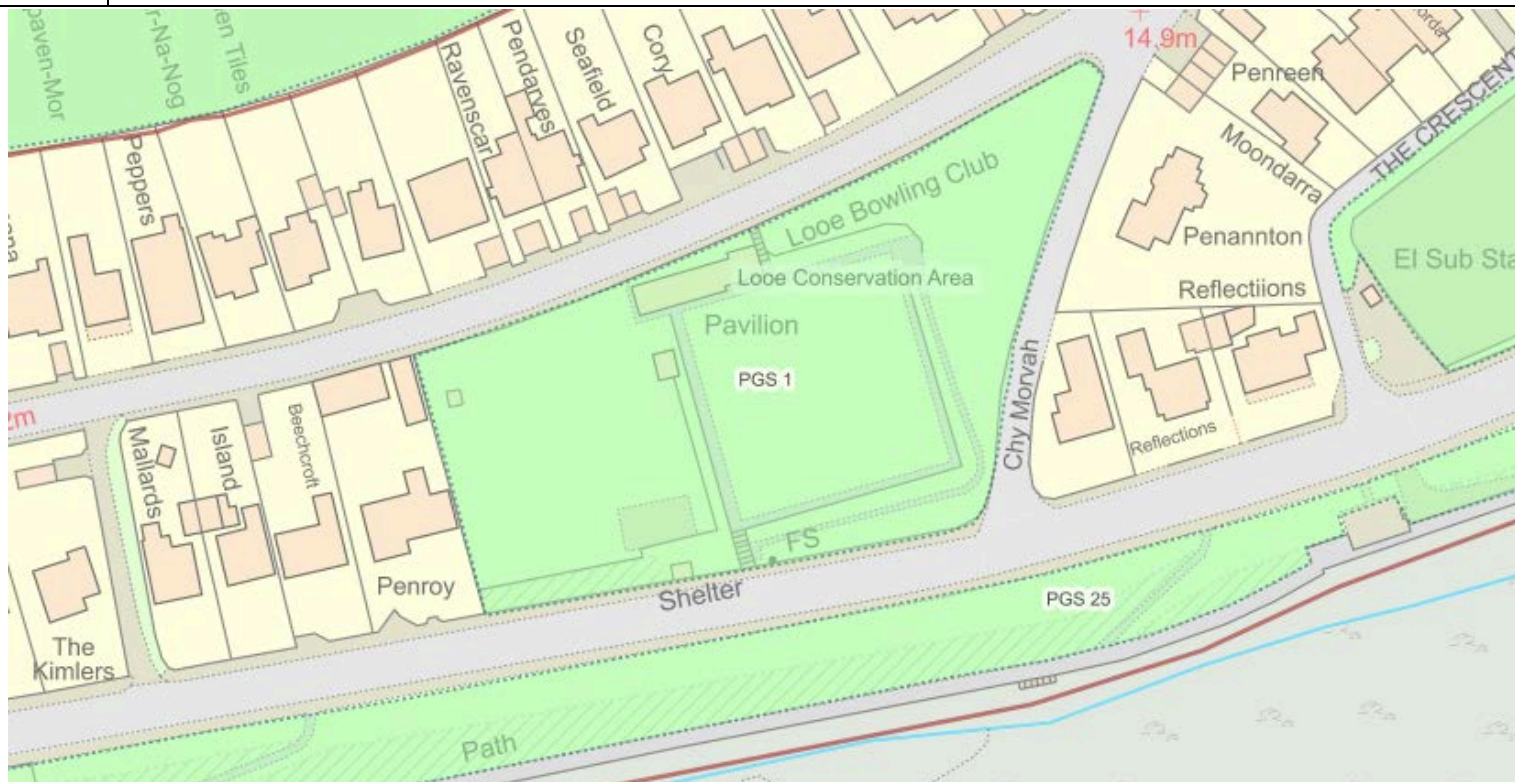 14.9m
Penreen
THE CRESCENT
Moondarra
Ravenscar
Pendarves
Seafield
Cory
Peppers
Looe Bowling Club
Penannton
El Sub Sta
Looe Conservation Area
Reflectiions
Pavilion
PGS 1
Chy Morvah
Mallards
Island
Beechcroft
Reflections
FS
Penroy
Shelter
PGS 25
The
Kimlers
Path